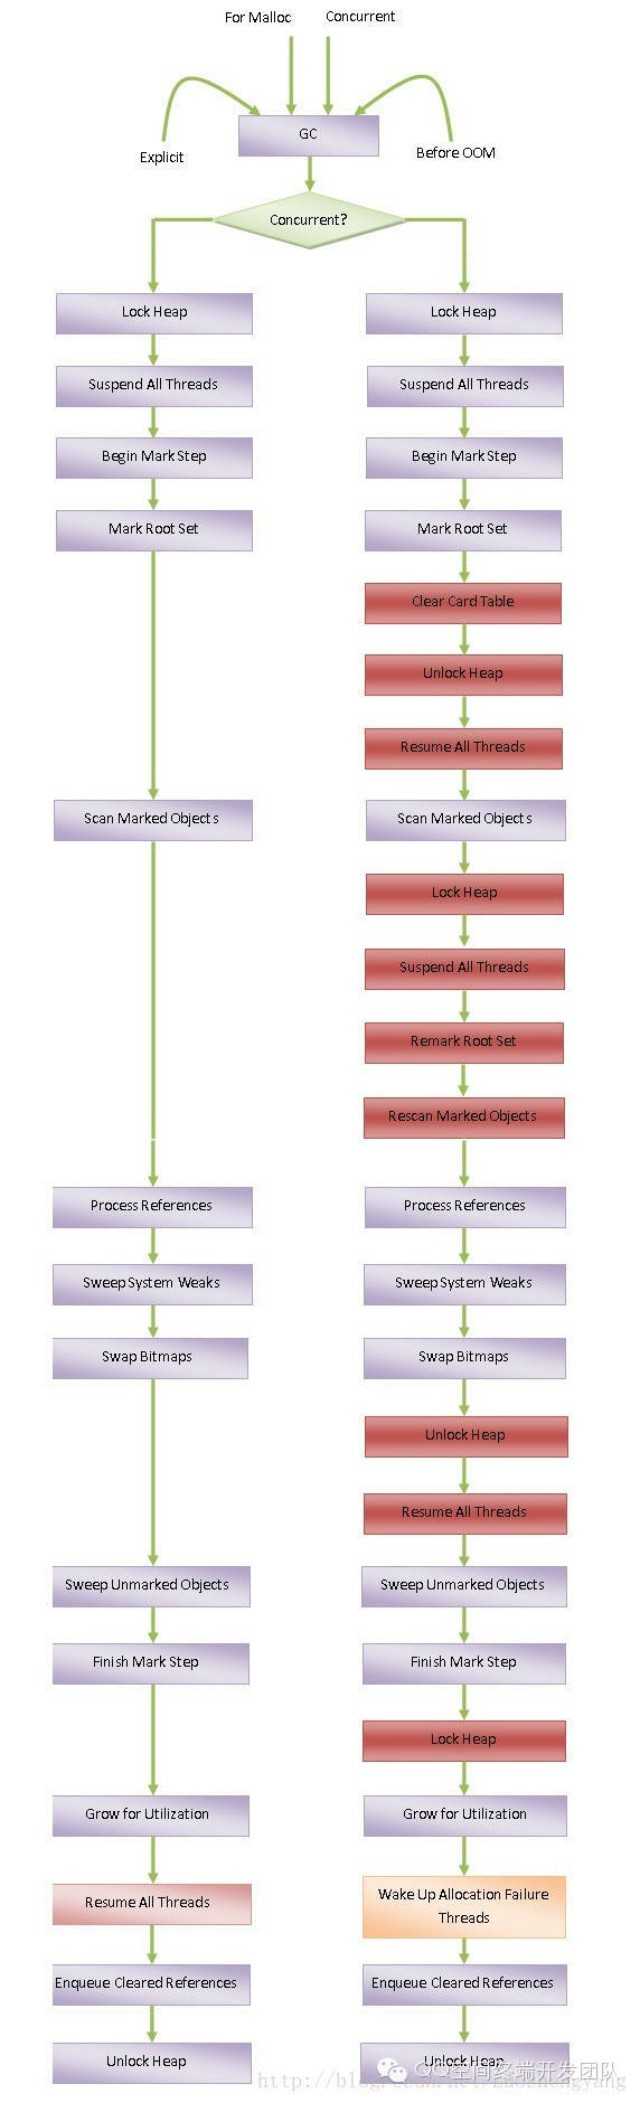 For Malloc
Concurrent
Explicit
GC
Before OOM
Concurrent?
Lock Heap
Lock Heap
Suspend All Threads
Suspend All Threads
Begin Mark Step
Begin Mark Step
Mark Root Set
Mark Root Set
Clear Card Table
Unlock Heap
Resume All Threads
Scan Marked Objects
Scan Marked Objects
Lock Heap
Suspend All Threads
Remark Root Set
Rescan Marked Objects
Process References
Process References
Sweep System Weaks
Sweep System Weaks
Swap Bitmaps
Swap Bitmaps
Unlock Heap
Resume All Threads
Sweep Unmarked Objects
Sweep Unmarked Objects
Finish Mark Step
Finish Mark Step
Lock Heap
Grow for Utilization
Grow for Utilization
Resume All Threads
Wake Up Allocation Failure
Threads
Enqueue Cleared References
Enqueue Cleared References
Unlock Heap
Unlock Heap
QQ空间终端开发团队